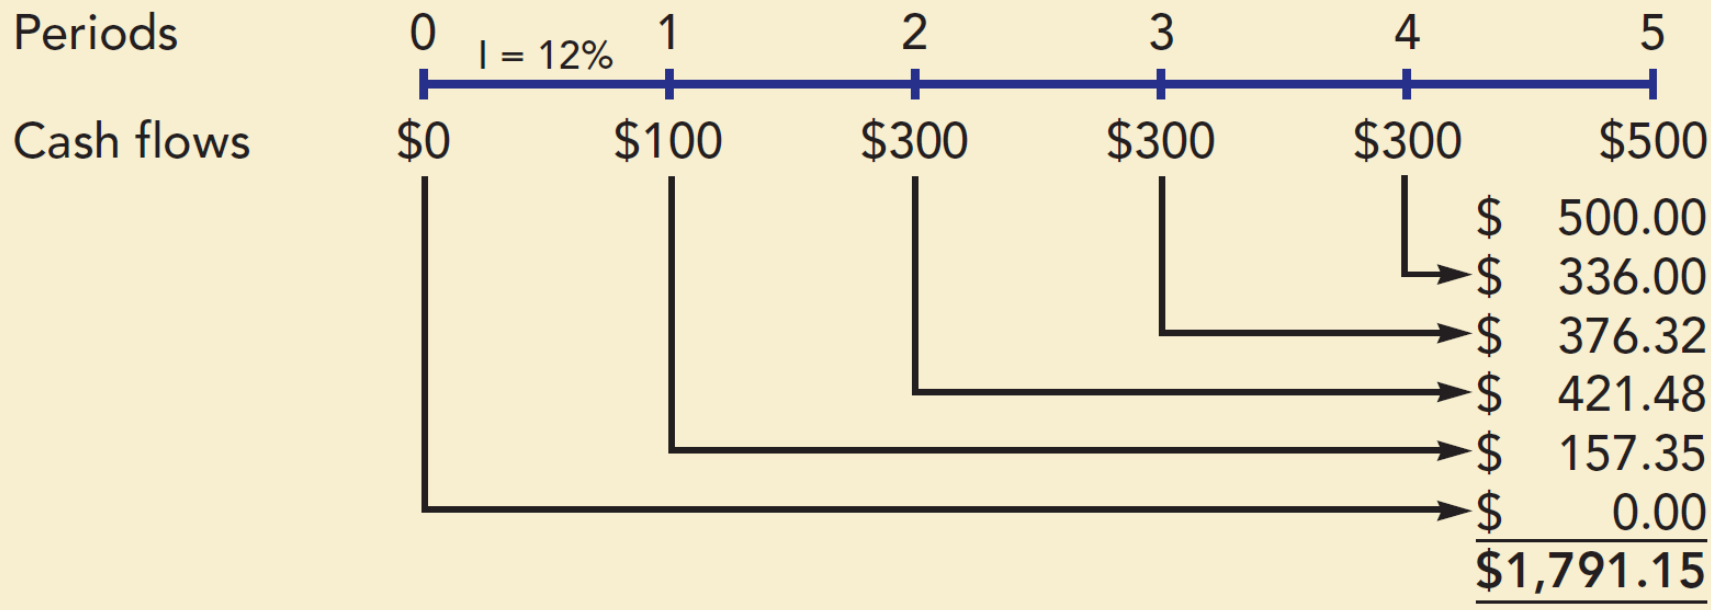 Periods 0 1 2 3 4 5
I = 12%
Cash flows $0 $100 $300 $300 $300 $500
$ 500.00
$ 336.00
$ 376.32
$ 421.48
$ 157.35
$ 0.00
$1,791.15